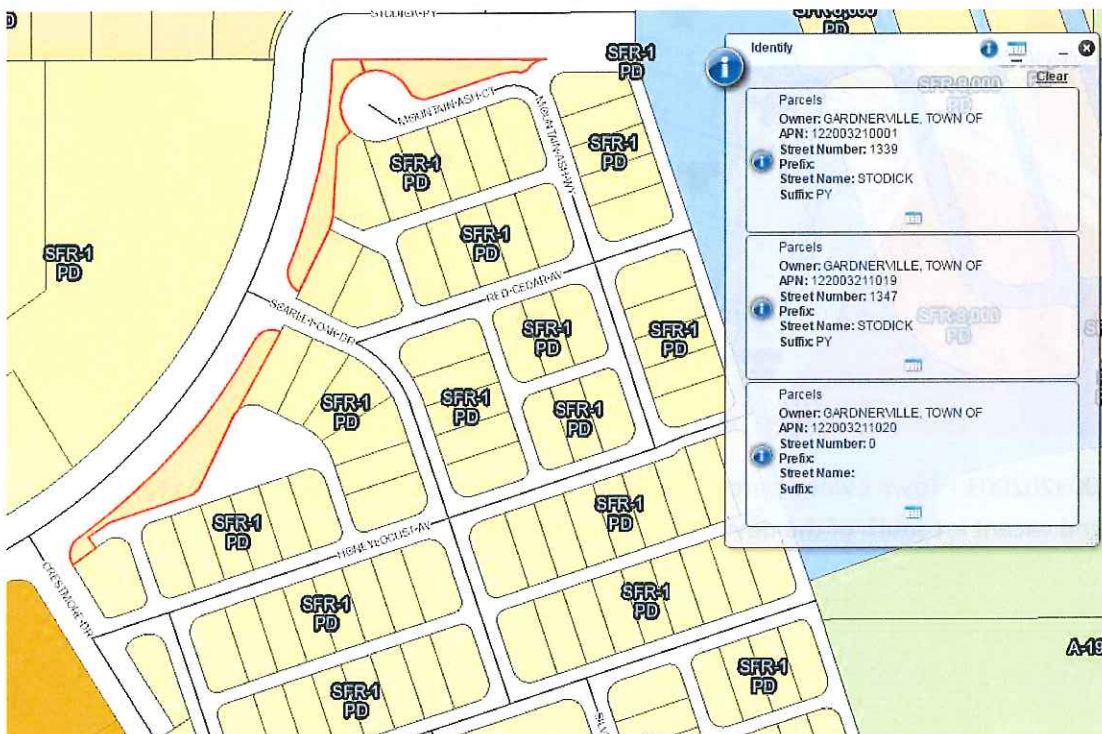 STODICK-PY
SFR-8,000
PD
SFR-1
PD
MOUNTAIN-ASH-CT
MOUNTAIN-ASH-WY
SFR-1
PD
SFR-1
PD
SFR-1
PD
SFR-1
PD
RED-CEDAR-AV
SCARLET-OAK-DR
SFR-1
PD
SFR-1
PD
SFR-1
PD
SFR-1
PD
SFR-1
PD
SFR-1
PD
SFR-1
PD
HONEYLOCUST-AV
CRESTMORE-DR
SFR-1
PD
SFR-1
PD
SFR-1
PD
SFR-1
PD
A-19
Identify
Clear
SFR-8,000
PD
Parcels
Owner: GARDNERVILLE, TOWN OF
APN: 122003210001
Street Number: 1339
Prefix:
Street Name: STODICK
Suffix: PY
Parcels
Owner: GARDNERVILLE, TOWN OF
APN: 122003211019
Street Number: 1347
Prefix:
Street Name: STODICK
Suffix: PY
SFR-8,000
PD
Parcels
Owner: GARDNERVILLE, TOWN OF
APN: 122003211020
Street Number: 0
Prefix:
Street Name:
Suffix: